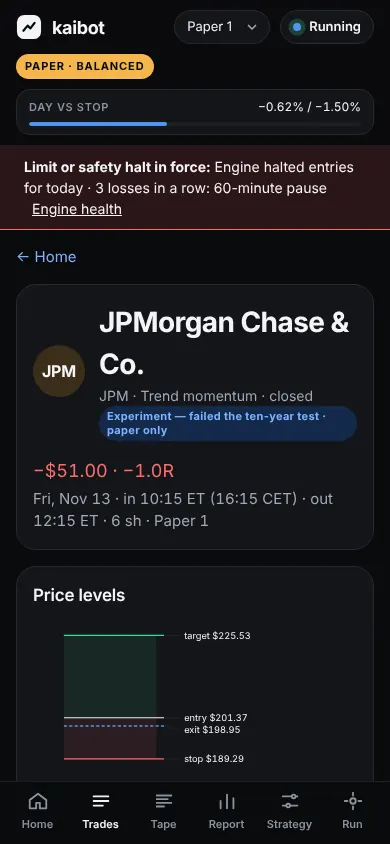 kaibot
Paper 1
Running
PAPER · BALANCED
DAY VS STOP
−0.62% / −1.50%
Limit or safety halt in force: Engine halted entries
for today · 3 losses in a row: 60-minute pause
Engine health
← Home
JPM
JPMorgan Chase &
Co.
JPM · Trend momentum · closed
Experiment — failed the ten-year test ·
paper only
−$51.00 · −1.0R
Fri, Nov 13 · in 10:15 ET (16:15 CET) · out
12:15 ET · 6 sh · Paper 1
Price levels
target $225.53
entry $201.37
exit $198.95
stop $189.29
Home
Trades
Tape
Report
Strategy
Run